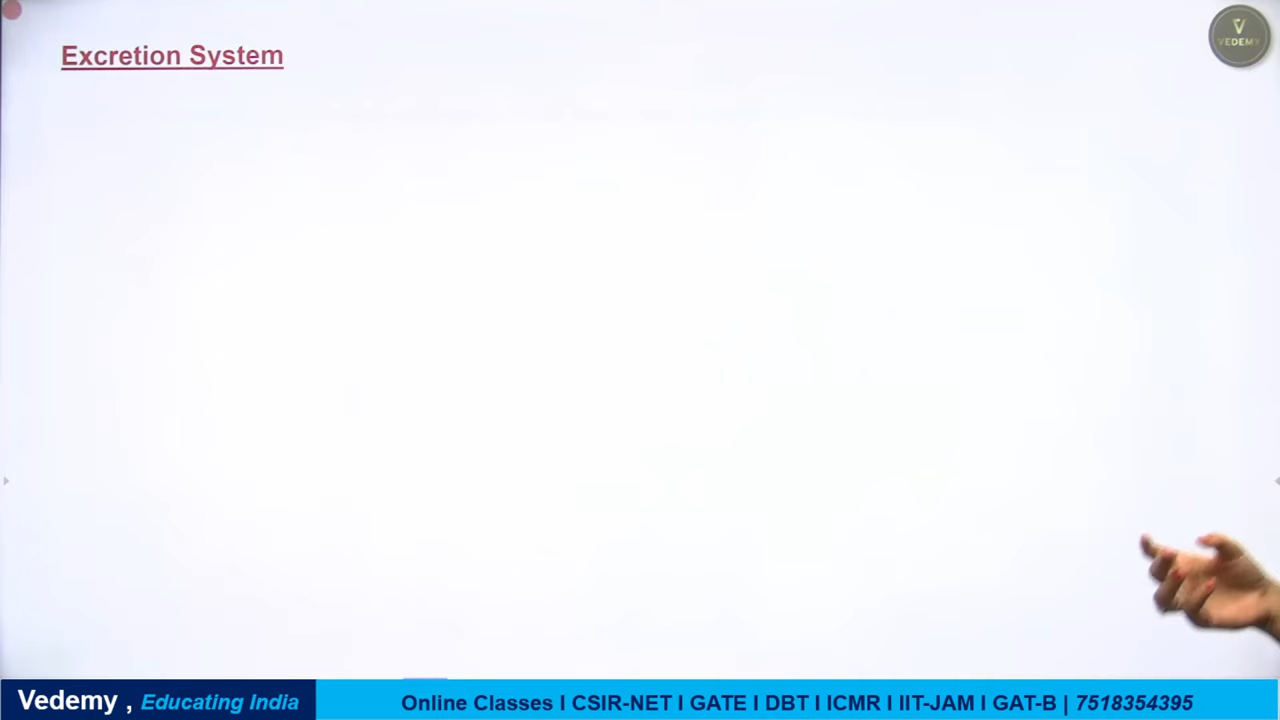 Excretion System
V
VEDEMY
Vedemy , Educating India
Online Classes I CSIR-NET I GATE I DBT I ICMR I IIT-JAM I GAT-B | 7518354395